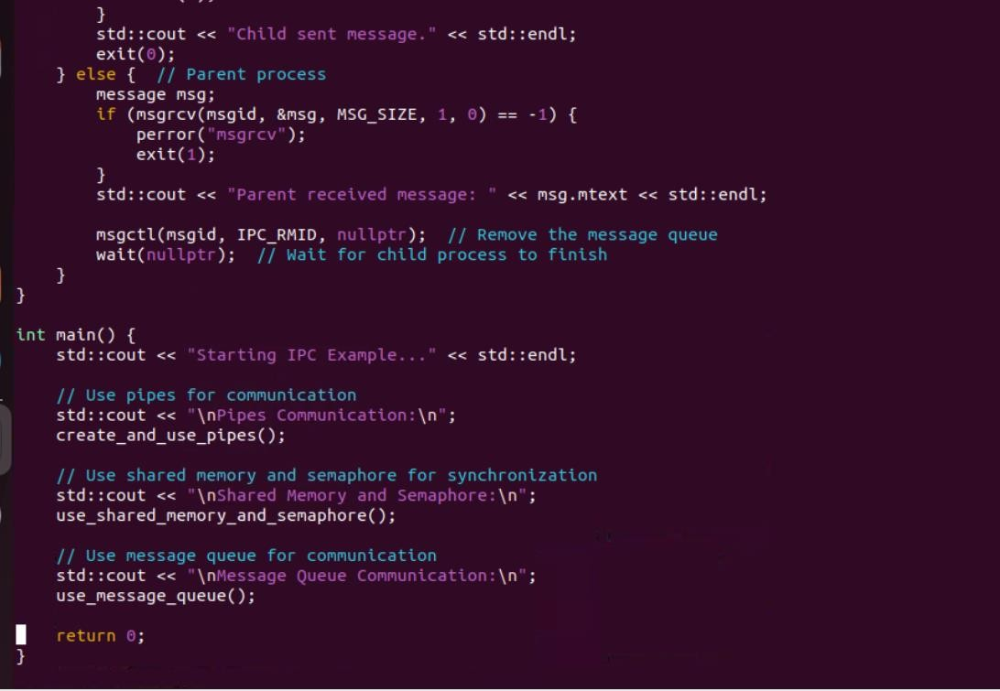 }
        std::cout << "Child sent message." << std::endl;
        exit(0);
    } else {  // Parent process
        message msg;
        if (msgrcv(msgid, &msg, MSG_SIZE, 1, 0) == -1) {
            perror("msgrcv");
            exit(1);
        }
        std::cout << "Parent received message: " << msg.mtext << std::endl;

        msgctl(msgid, IPC_RMID, nullptr);  // Remove the message queue
        wait(nullptr);  // Wait for child process to finish
    }
}

int main() {
    std::cout << "Starting IPC Example..." << std::endl;

    // Use pipes for communication
    std::cout << "\nPipes Communication:\n";
    create_and_use_pipes();

    // Use shared memory and semaphore for synchronization
    std::cout << "\nShared Memory and Semaphore:\n";
    use_shared_memory_and_semaphore();

    // Use message queue for communication
    std::cout << "\nMessage Queue Communication:\n";
    use_message_queue();

    return 0;
}